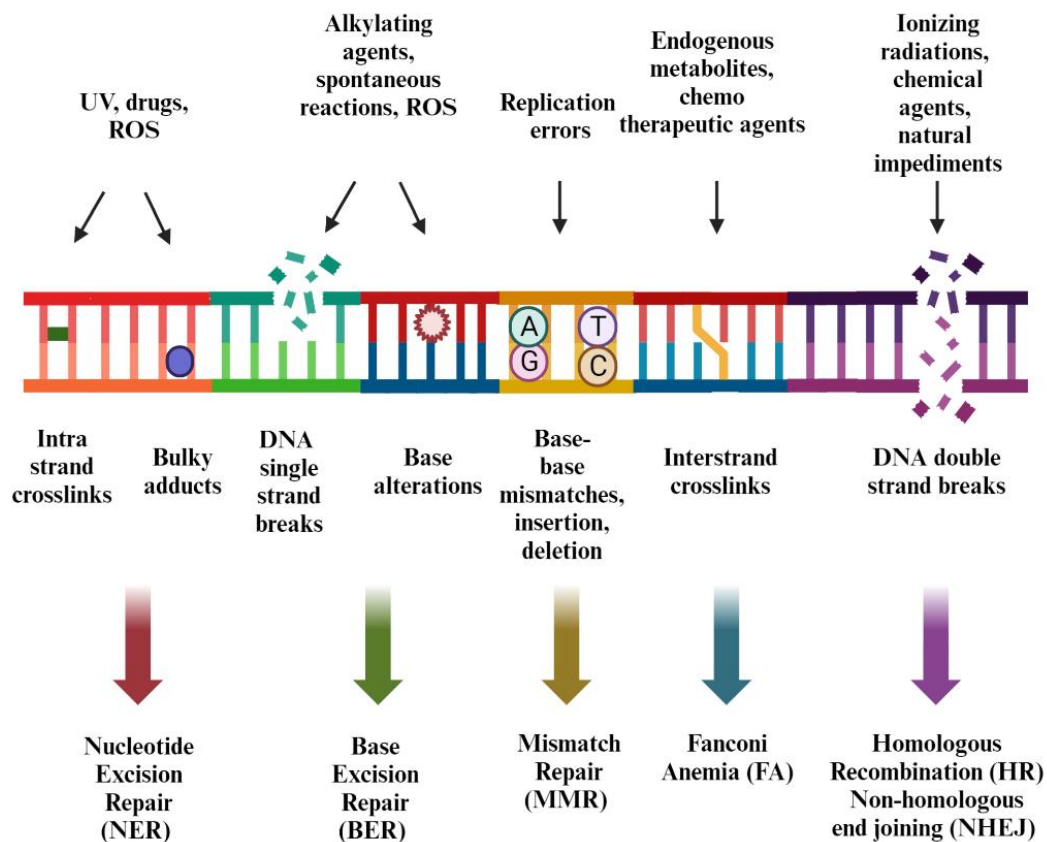 UV, drugs,
ROS
Alkylating
agents,
spontaneous
reactions, ROS
Replication
errors
Endogenous
metabolites,
chemo
therapeutic agents
Ionizing
radiations,
chemical
agents,
natural
impediments
A
T
G
C
Intra
strand
crosslinks
Bulky
adducts
DNA
single
strand
breaks
Base
alterations
Base-
base
mismatches,
insertion,
deletion
Interstrand
crosslinks
DNA double
strand breaks
Nucleotide
Excision
Repair
(NER)
Base
Excision
Repair
(BER)
Mismatch
Repair
(MMR)
Fanconi
Anemia (FA)
Homologous
Recombination (HR)
Non-homologous
end joining (NHEJ)